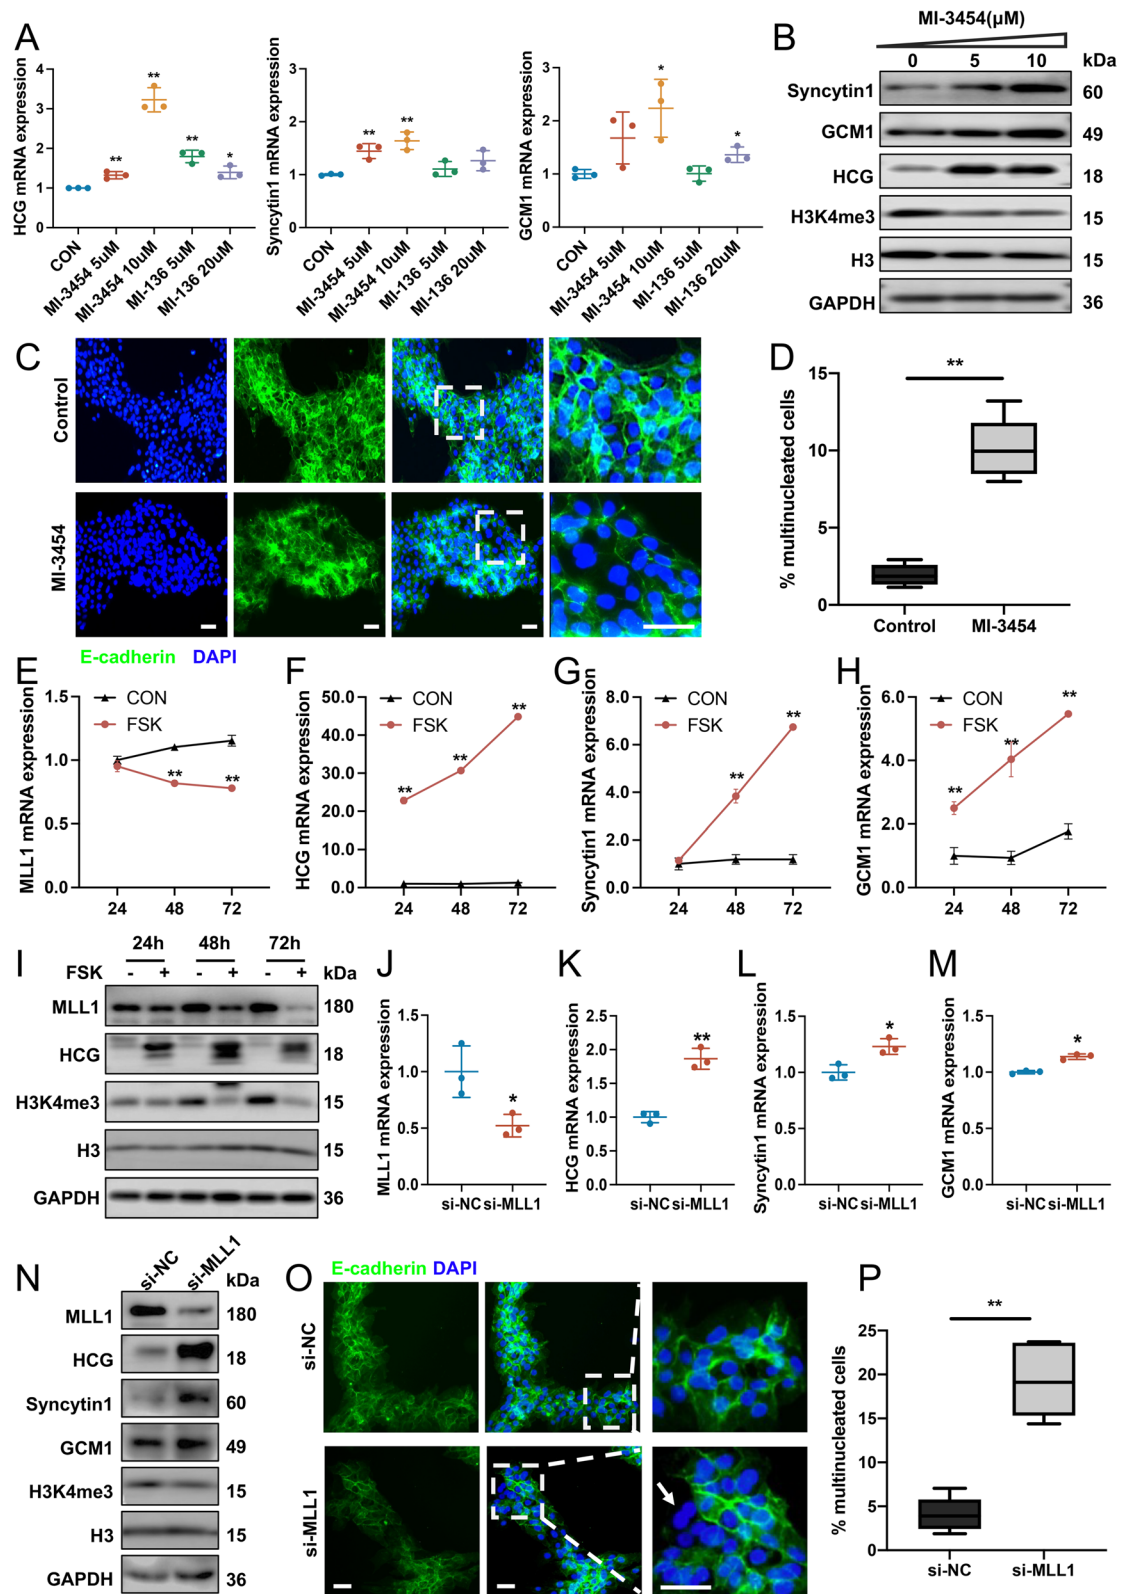 A
HCG mRNA expression
4
3
2
1
0
**
**
**
*
CON
MI-3454 5uM
MI-3454 10uM
MI-136 5uM
MI-136 20uM
Syncytin1 mRNA expression
3
2
1
0
**
**
CON
MI-3454 5uM
MI-3454 10uM
MI-136 5uM
MI-136 20uM
GCM1 mRNA expression
3
2
1
0
*
*
CON
MI-3454 5uM
MI-3454 10uM
MI-136 5uM
MI-136 20uM
B
MI-3454(μM)
0 5 10 kDa
Syncytin1 60
GCM1 49
HCG 18
H3K4me3 15
H3 15
GAPDH 36
C
Control
MI-3454
E-cadherin DAPI
D
% multinucleated cells
15
10
5
0
**
Control MI-3454
E
MLL1 mRNA expression
1.5
1.0
0.5
0.0
CON
FSK
** **
24 48 72
F
HCG mRNA expression
50.0
40.0
30.0
20.0
10.0
0.0
CON
FSK
** ** **
24 48 72
G
Syncytin1 mRNA expression
8.0
6.0
4.0
2.0
0.0
CON
FSK
** **
24 48 72
H
GCM1 mRNA expression
6.0
4.0
2.0
0.0
CON
FSK
** ** **
24 48 72
I
24h 48h 72h
FSK - + - + - + kDa
MLL1 180
HCG 18
H3K4me3 15
H3 15
GAPDH 36
J
MLL1 mRNA expression
1.5
1.0
0.5
0.0
*
si-NC si-MLL1
K
HCG mRNA expression
2.5
2.0
1.5
1.0
0.5
0.0
**
si-NC si-MLL1
L
Syncytin1 mRNA expression
1.5
1.0
0.5
0.0
*
si-NC si-MLL1
M
GCM1 mRNA expression
1.5
1.0
0.5
0.0
*
si-NC si-MLL1
N
si-NC si-MLL1 kDa
MLL1 180
HCG 18
Syncytin1 60
GCM1 49
H3K4me3 15
H3 15
GAPDH 36
O
E-cadherin DAPI
si-NC
si-MLL1
P
% multinucleated cells
25
20
15
10
5
0
**
si-NC si-MLL1